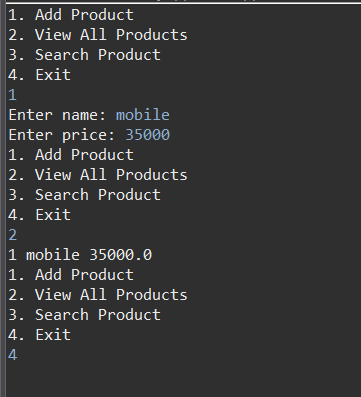 1. Add Product
2. View All Products
3. Search Product
4. Exit
1
Enter name: mobile
Enter price: 35000
1. Add Product
2. View All Products
3. Search Product
4. Exit
2
1 mobile 35000.0
1. Add Product
2. View All Products
3. Search Product
4. Exit
4